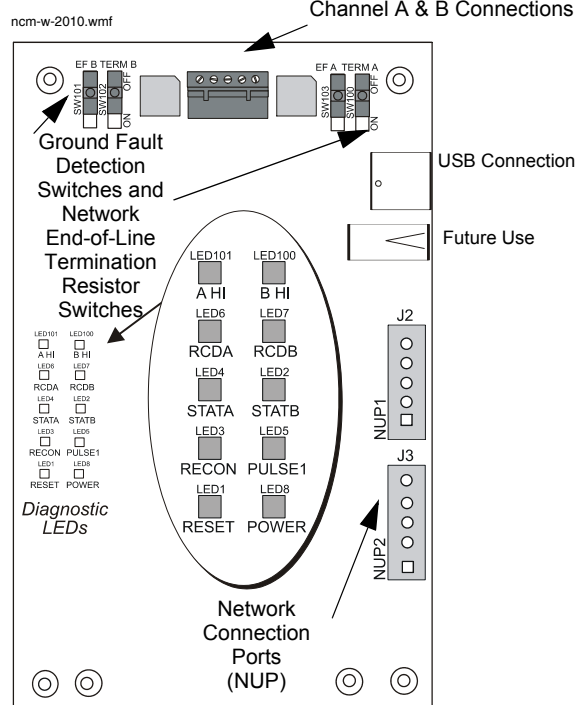 ncm-w-2010.wmf
Channel A & B Connections
EF B TERM B
SW101
SW102
OFF
ON
EF A TERM A
SW103
SW100
OFF
ON
Ground Fault
Detection
Switches and
Network
End-of-Line
Termination
Resistor
Switches
USB Connection
Future Use
LED101 LED100
A HI B HI
LED6 LED7
RCDA RCDB
LED4 LED2
STATA STATB
LED3 LED5
RECON PULSE1
LED1 LED8
RESET POWER
LED101 LED100
A HI B HI
LED6 LED7
RCDA RCDB
LED4 LED2
STATA STATB
LED3 LED5
RECON PULSE1
LED1 LED8
RESET POWER
Diagnostic
LEDs
J2
NUP1
J3
NUP2
Network
Connection
Ports
(NUP)